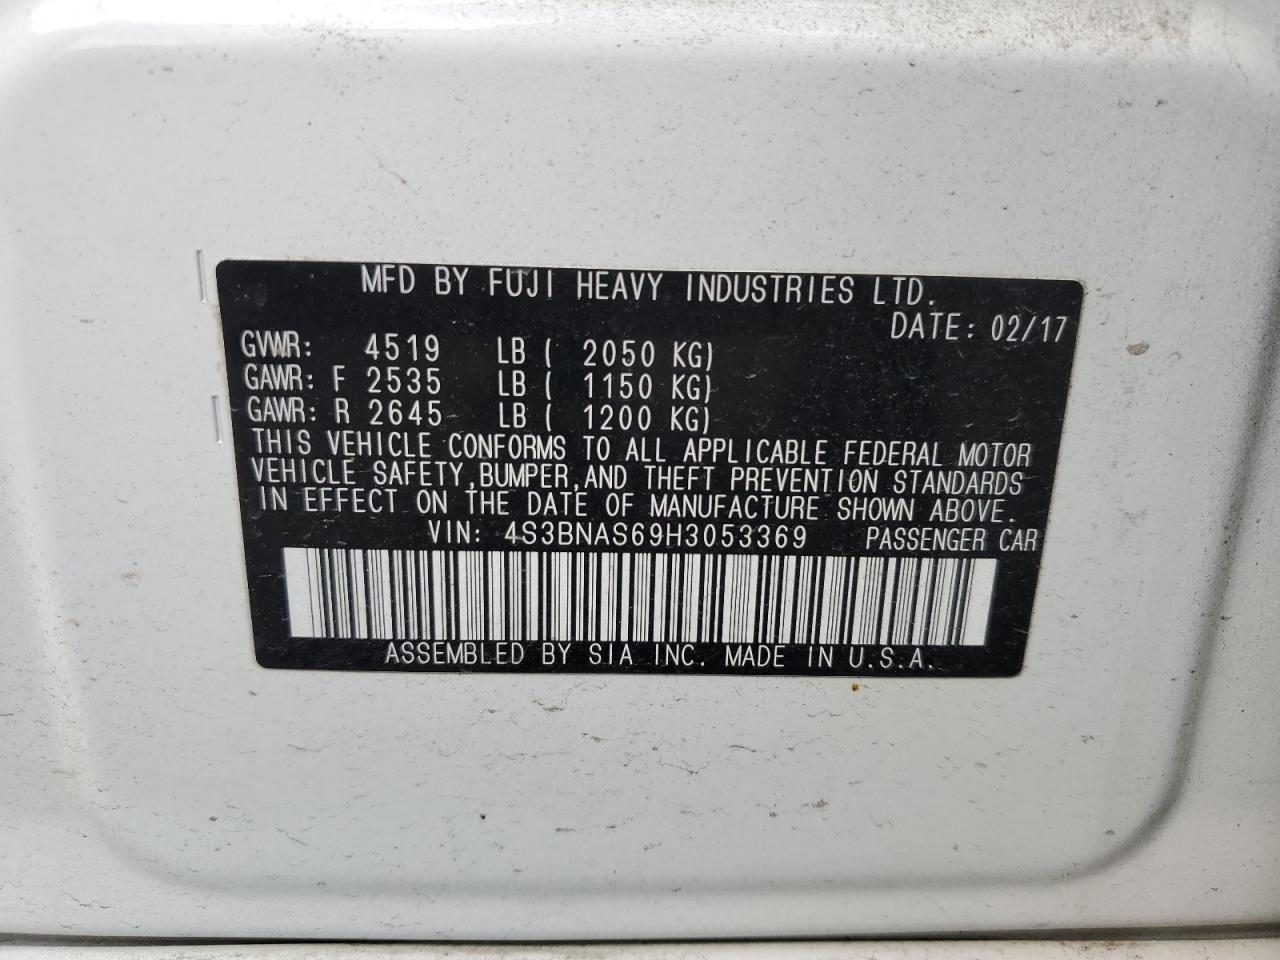 MFD BY FUJI HEAVY INDUSTRIES LTD.
DATE: 02/17
GVWR: 4519 LB ( 2050 KG)
GAWR: F 2535 LB ( 1150 KG)
GAWR: R 2645 LB ( 1200 KG)
THIS VEHICLE CONFORMS TO ALL APPLICABLE FEDERAL MOTOR
VEHICLE SAFETY,BUMPER,AND THEFT PREVENTION STANDARDS
IN EFFECT ON THE DATE OF MANUFACTURE SHOWN ABOVE.
VIN: 4S3BNAS69H3053369 PASSENGER CAR
ASSEMBLED BY S.I.A. INC. MADE IN U.S.A.